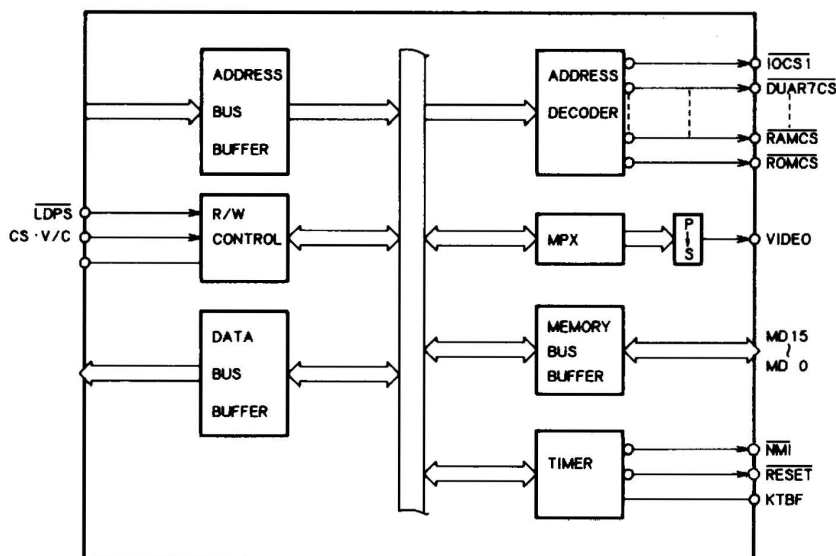 ADDRESS
BUS
BUFFER
ADDRESS
DECODER
IOCS1
DUAR7CS
RAMCS
ROMCS
LDPS
CS·V/C
R/W
CONTROL
MPX
P
S
VIDEO
DATA
BUS
BUFFER
MEMORY
BUS
BUFFER
MD15
MD 0
TIMER
NMI
RESET
KTBF